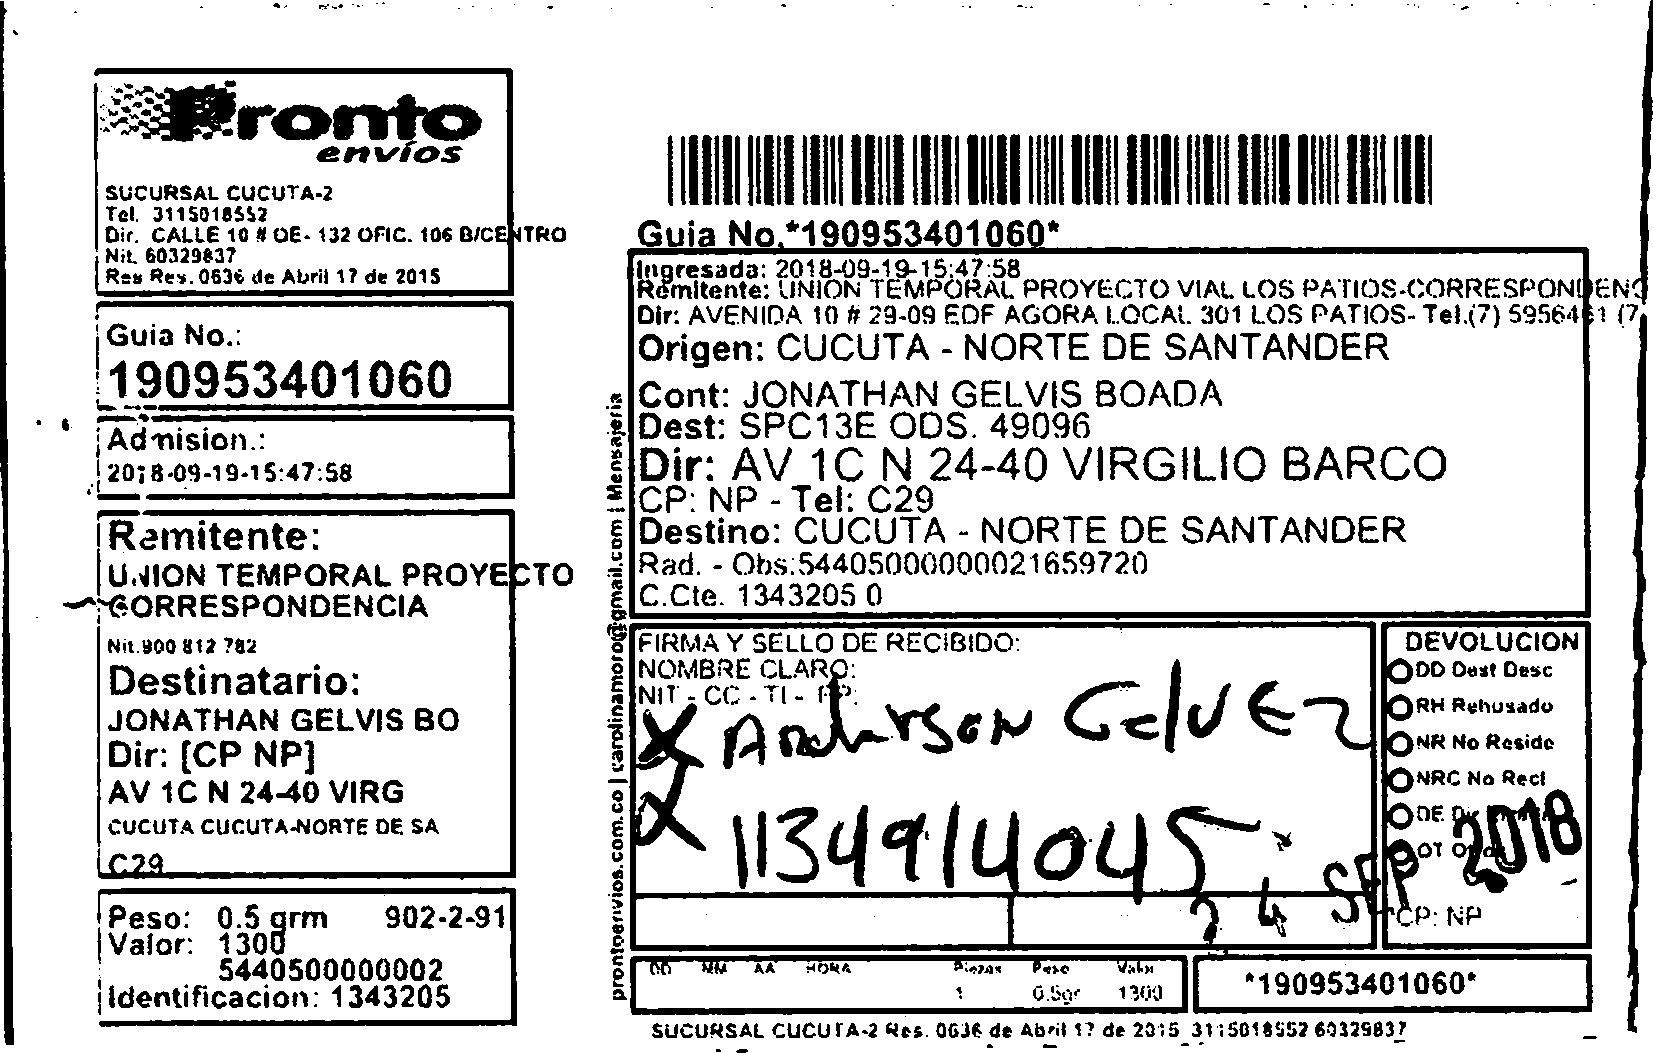 Pronto
envíos
SUCURSAL CUCUTA-2
Tel. 3115018552
Dir. CALLE 10 # OE- 132 OFIC. 106 B/CENTRO
Nit. 60329837
Res Res. 0636 de Abril 17 de 2015
Guia No.:
190953401060
Admision.:
2018-09-19-15:47:58
Remitente:
UNION TEMPORAL PROYECTO
CORRESPONDENCIA
Nit.900 812 782
Destinatario:
JONATHAN GELVIS BO
Dir: [CP NP]
AV 1C N 24-40 VIRG
CUCUTA CUCUTA-NORTE DE SA
C29
Peso: 0.5 grm 902-2-91
Valor: 1300
5440500000002
Identificacion: 1343205
prontoenvios.com.co | carolinamoro@gmail.com | Mensajeria
Guia No.*190953401060*
Ingresada: 2018-09-19-15:47:58
Remitente: UNION TEMPORAL PROYECTO VIAL LOS PATIOS-CORRESPONDENC
Dir: AVENIDA 10 # 29-09 EDF AGORA LOCAL 301 LOS PATIOS- Tel.(7) 5956461 (7
Origen: CUCUTA - NORTE DE SANTANDER
Cont: JONATHAN GELVIS BOADA
Dest: SPC13E ODS. 49096
Dir: AV 1C N 24-40 VIRGILIO BARCO
CP: NP - Tel: C29
Destino: CUCUTA - NORTE DE SANTANDER
Rad. - Obs:544050000000021659720
C.Cte. 1343205 0
FIRMA Y SELLO DE RECIBIDO:
NOMBRE CLARO:
NIT - CC - TI - PP:
X Anderson Gelvez
X 1134914045
24 SEP 2018
DEVOLUCION
DD Dest Desc
RH Rehusado
NR No Reside
NRC No Recl
DE
OT
CP: NP
DD MM AA HORA Piezas Peso Valor
1 0.5gr 1300
*190953401060*
SUCURSAL CUCUTA-2 Res. 0636 de Abril 17 de 2015 3115018552 60329837